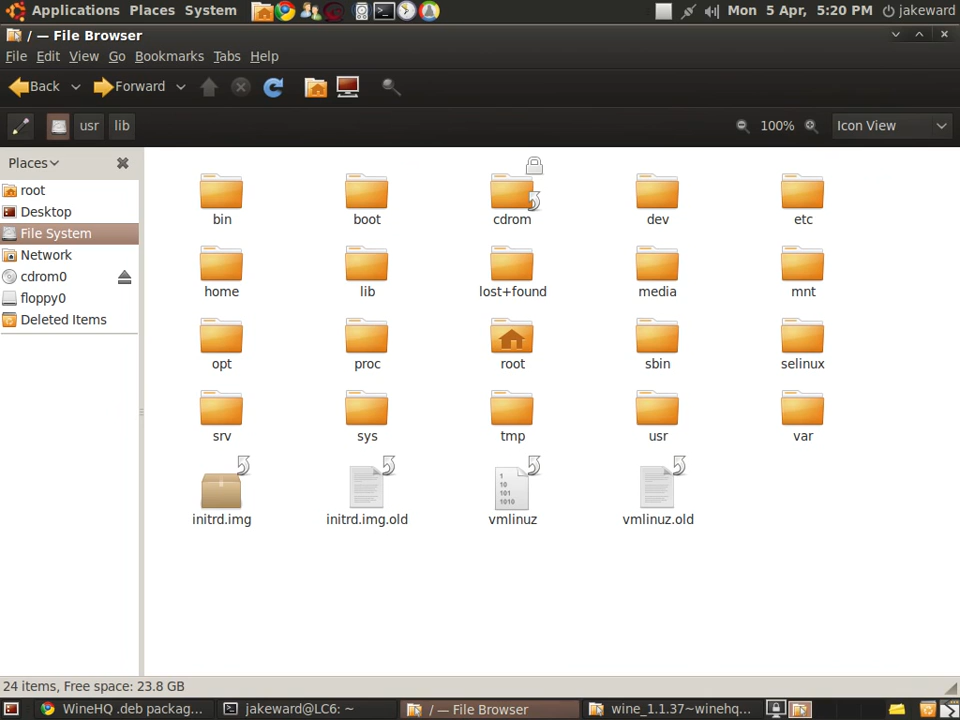 Applications Places System Mon 5 Apr, 5:20 PM jakeward
/ — File Browser
File Edit View Go Bookmarks Tabs Help
Back Forward
usr lib 100% Icon View
Places
root
Desktop
File System
Network
cdrom0
floppy0
Deleted Items
bin boot cdrom dev etc
home lib lost+found media mnt
opt proc root sbin selinux
srv sys tmp usr var
1
10
101
1010
initrd.img initrd.img.old vmlinuz vmlinuz.old
24 items, Free space: 23.8 GB
WineHQ .deb packag... jakeward@LC6: ~ / — File Browser wine_1.1.37~winehq...